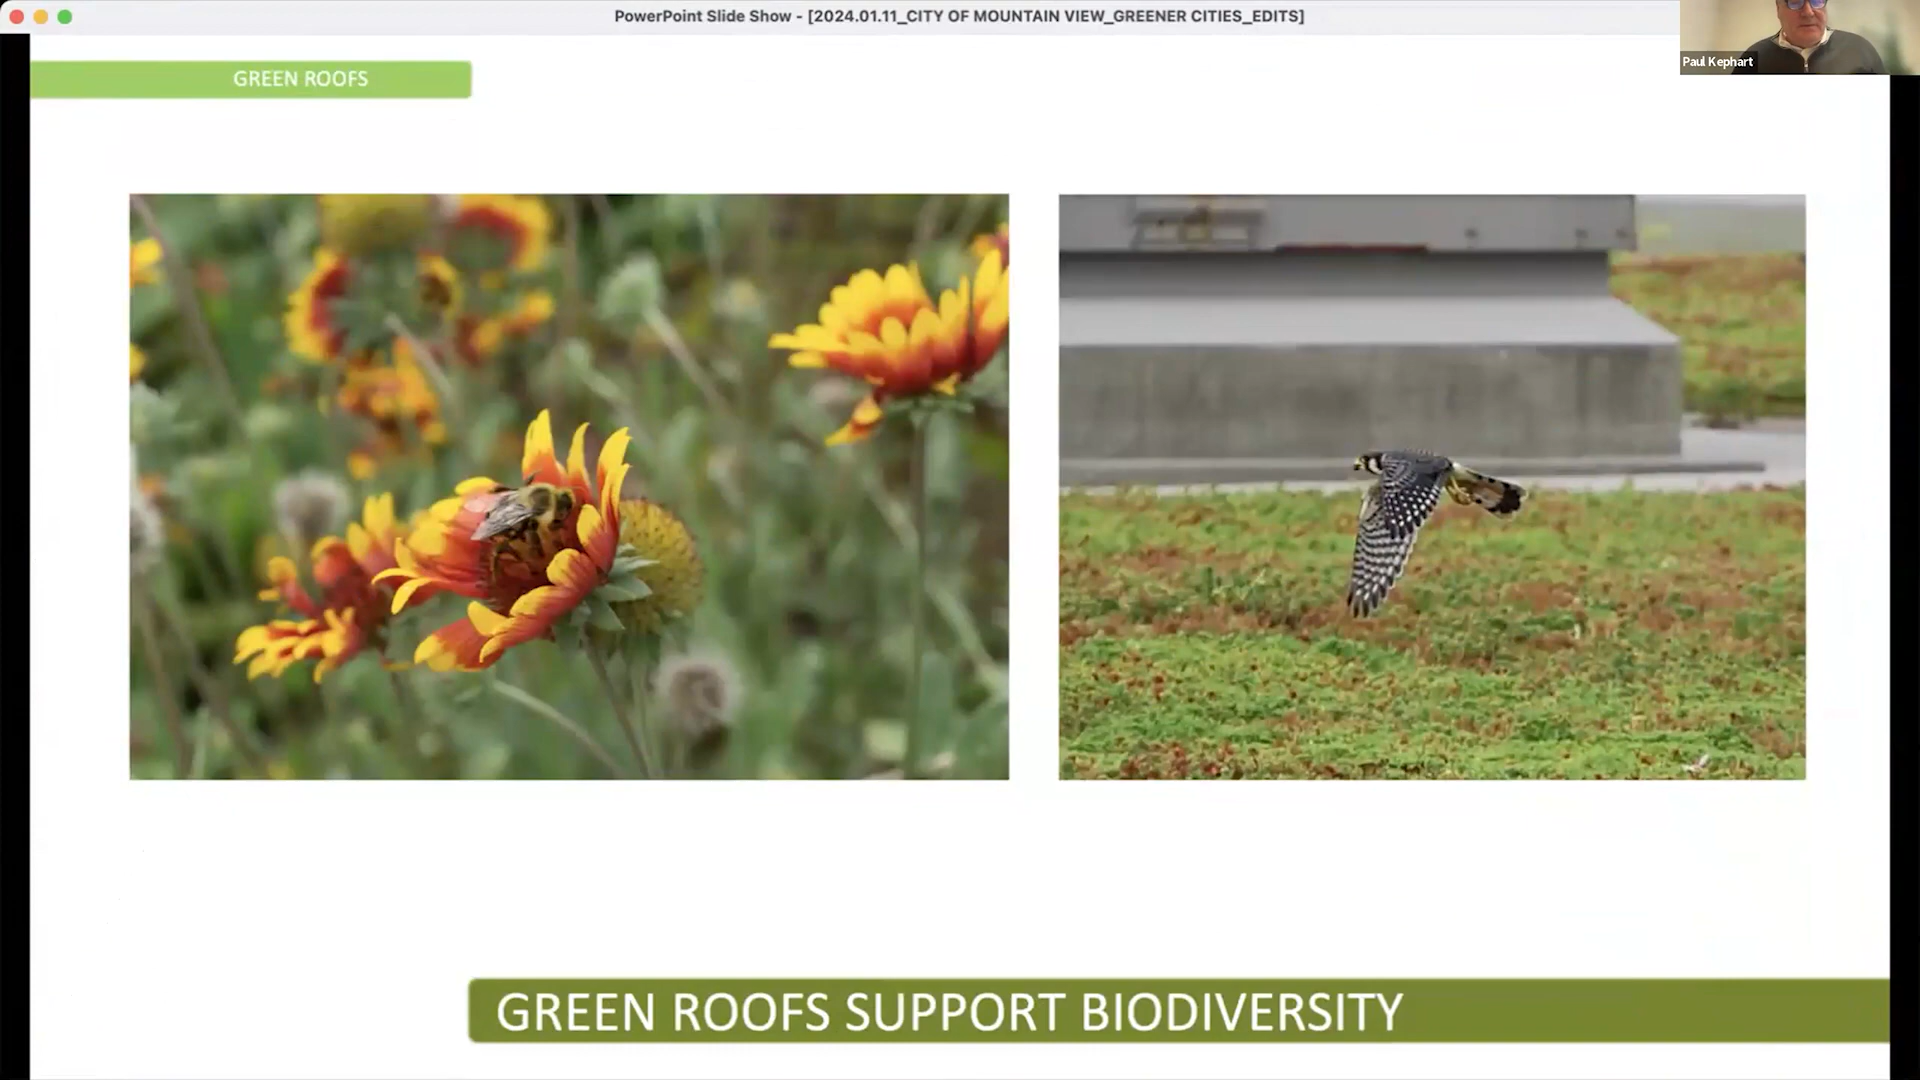 PowerPoint Slide Show - [2024.01.11_CITY OF MOUNTAIN VIEW_GREENER CITIES_EDITS]
Paul Kephart
GREEN ROOFS
GREEN ROOFS SUPPORT BIODIVERSITY